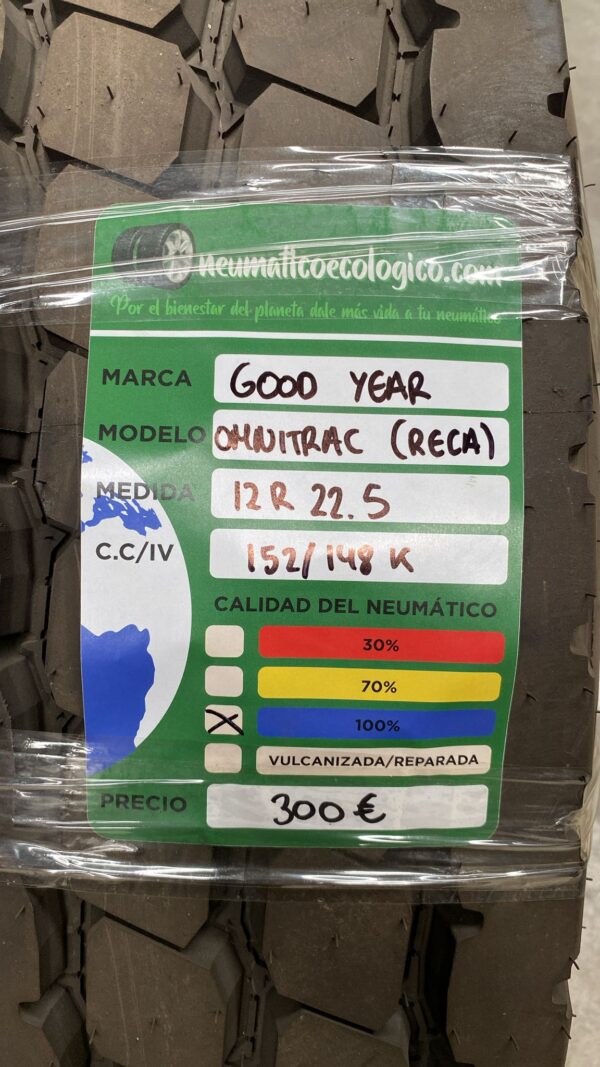 neumaticoecologico.com
Por el bienestar del planeta dale más vida a tu neumático
MARCA GOOD YEAR
MODELO OMNITRAC (RECA)
MEDIDA 12 R 22.5
C.C/IV 152/148 K
CALIDAD DEL NEUMÁTICO
30%
70%
100%
VULCANIZADA/REPARADA
PRECIO 300 €